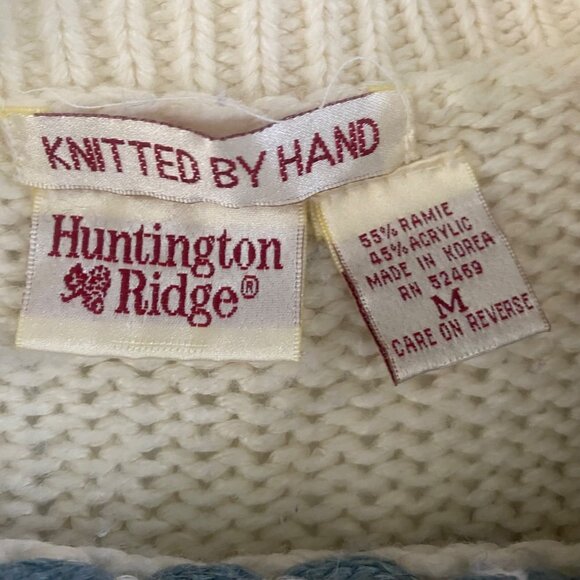 KNITTED BY HAND
Huntington
Ridge®
55% RAMIE
45% ACRYLIC
MADE IN KOREA
RN 52469
M
CARE ON REVERSE